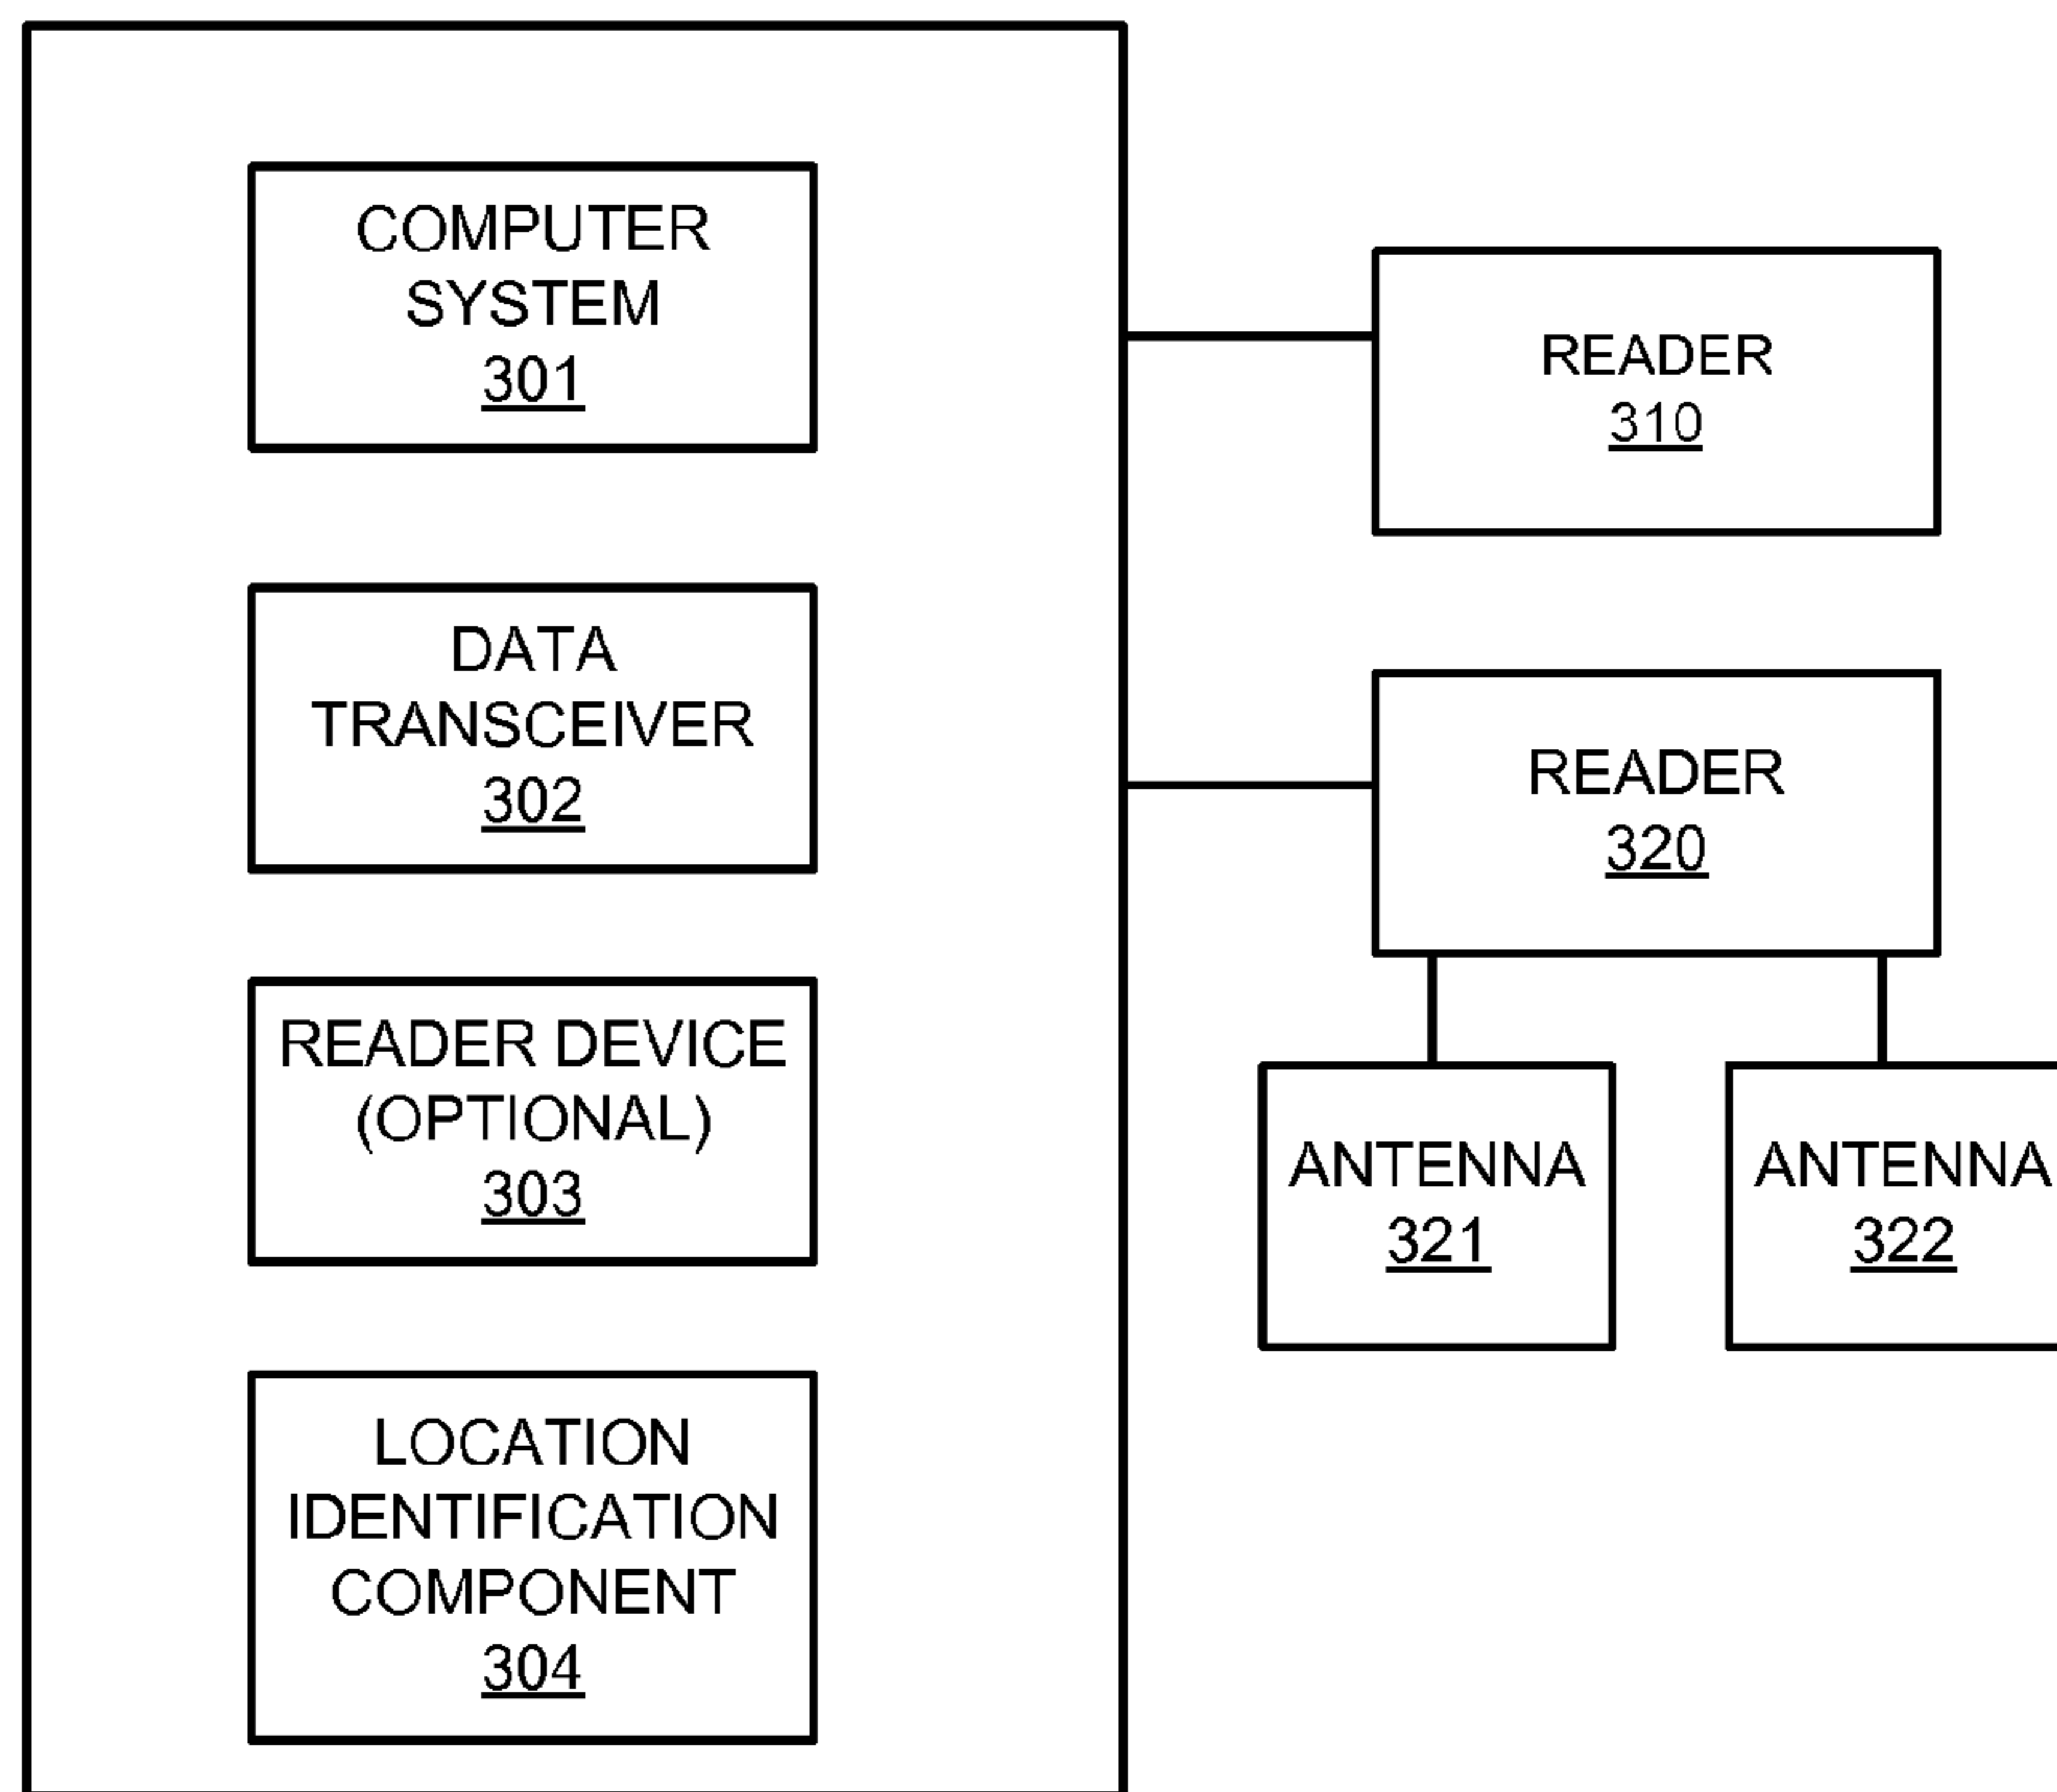 COMPUTER
SYSTEM
301
DATA
TRANSCEIVER
302
READER DEVICE
(OPTIONAL)
303
LOCATION
IDENTIFICATION
COMPONENT
304
READER
310
READER
320
ANTENNA
321
ANTENNA
322